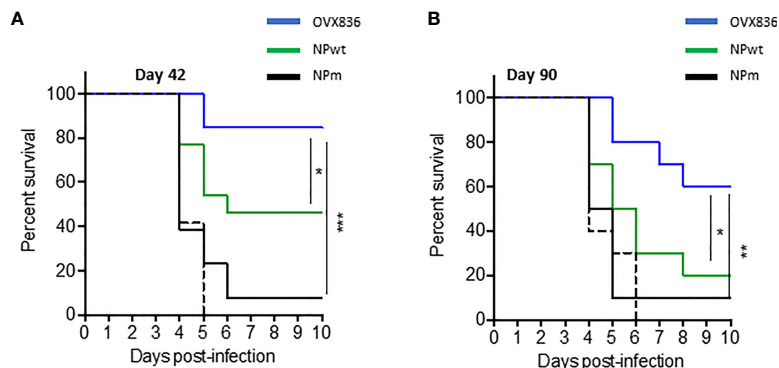 A
OVX836
NPwt
NPm
Day 42
Percent survival
100
80
60
40
20
0
0 1 2 3 4 5 6 7 8 9 10
Days post-infection
*
***
B
OVX836
NPwt
NPm
Day 90
Percent survival
100
80
60
40
20
0
0 1 2 3 4 5 6 7 8 9 10
Days post-infection
*
**